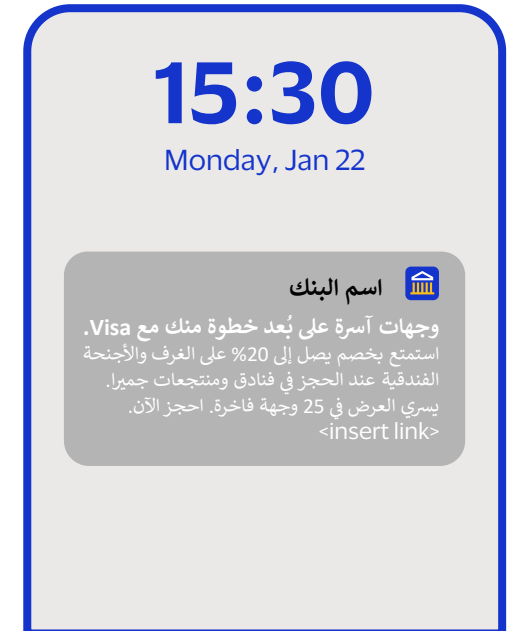 15:30
Monday, Jan 22
اسم البنك
وجهات آسرة على بُعد خطوة منك مع Visa.
استمتع بخصم يصل إلى 20% على الغرف والأجنحة
الفندقية عند الحجز في فنادق ومنتجعات جميرا.
يسري العرض في 25 وجهة فاخرة. احجز الآن.
<insert link>